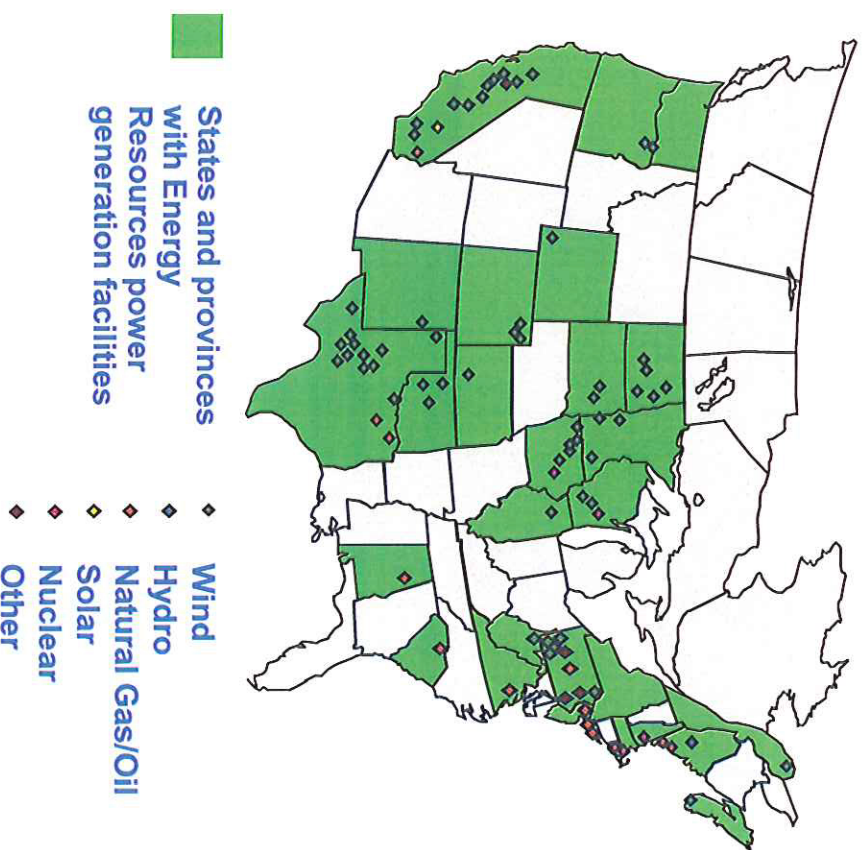 States and provinces
with Energy
Resources power
generation facilities
Wind
Hydro
Natural Gas/Oil
Solar
Nuclear
Other